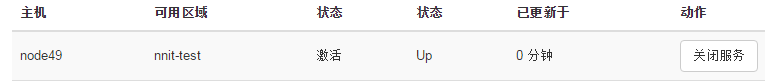 主机 可用区域 状态 状态 已更新于 动作
node49 nnit-test 激活 Up 0 分钟 关闭服务